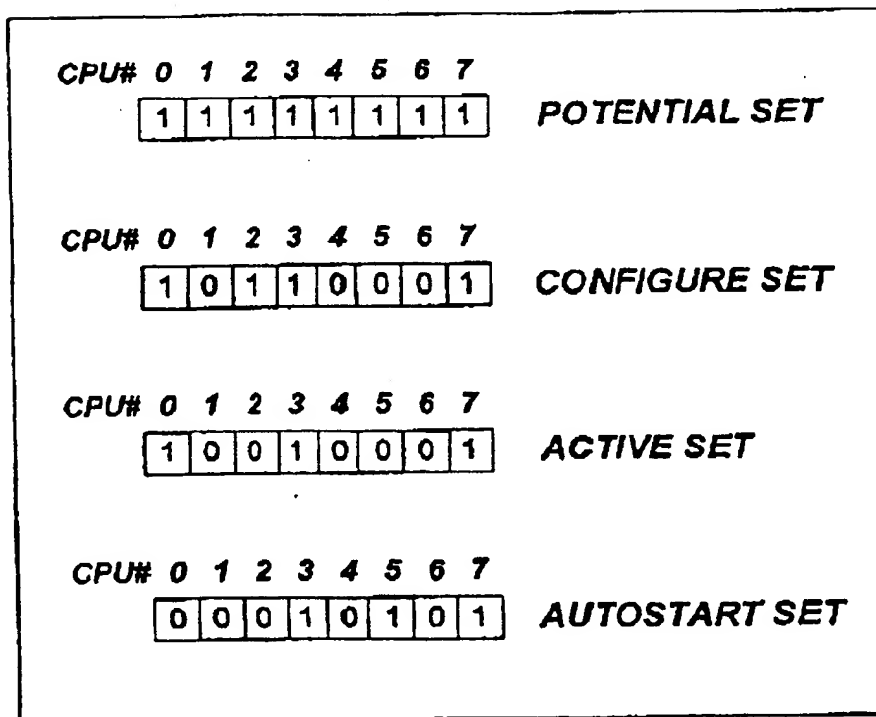 CPU# 0 1 2 3 4 5 6 7
1 1 1 1 1 1 1 1 POTENTIAL SET
CPU# 0 1 2 3 4 5 6 7
1 0 1 1 0 0 0 1 CONFIGURE SET
CPU# 0 1 2 3 4 5 6 7
1 0 0 1 0 0 0 1 ACTIVE SET
CPU# 0 1 2 3 4 5 6 7
0 0 0 1 0 1 0 1 AUTOSTART SET